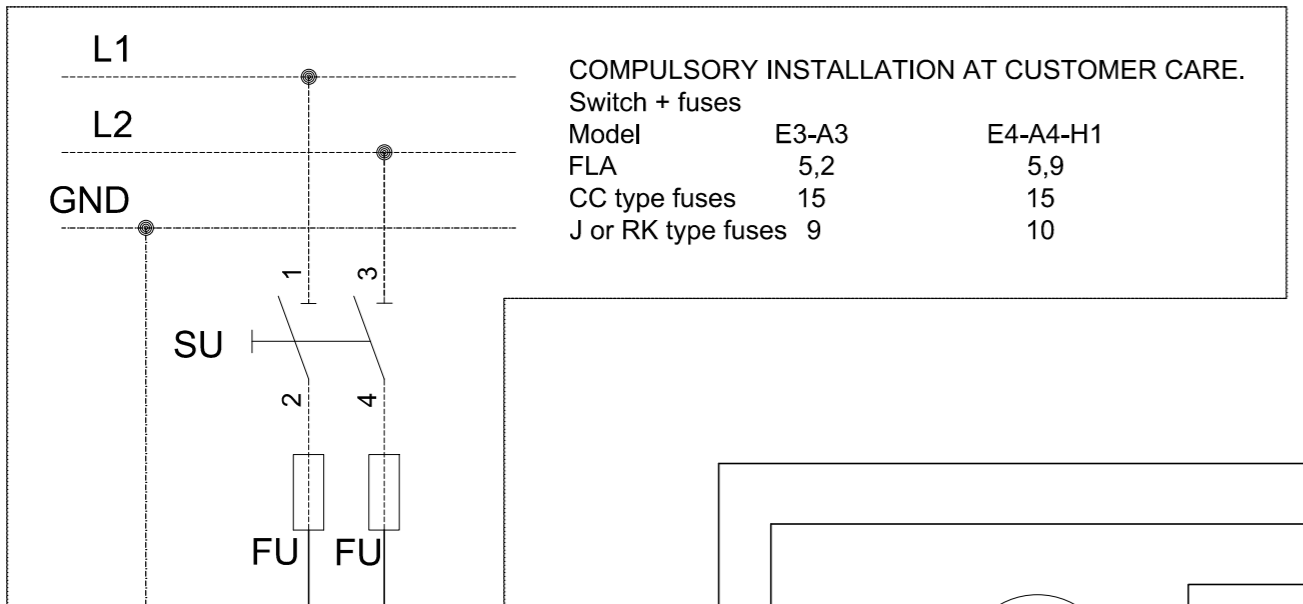 L1
L2
GND
COMPULSORY INSTALLATION AT CUSTOMER CARE.
Switch + fuses
Model E3-A3 E4-A4-H1
FLA 5,2 5,9
CC type fuses 15 15
J or RK type fuses 9 10
1 3
SU
2 4
FU FU